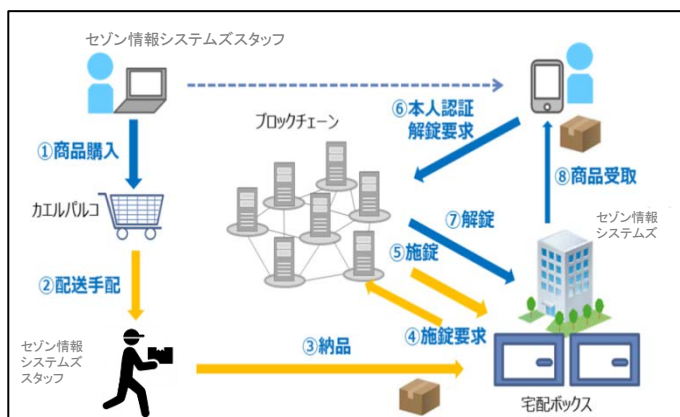 セゾン情報システムズスタッフ
ブロックチェーン
⑥本人認証
解錠要求
①商品購入
⑧商品受取
カエルパルコ
⑦解錠
セゾン情報
システムズ
⑤施錠
②配送手配
③納品
④施錠要求
セゾン情報
システムズ
スタッフ
宅配ボックス